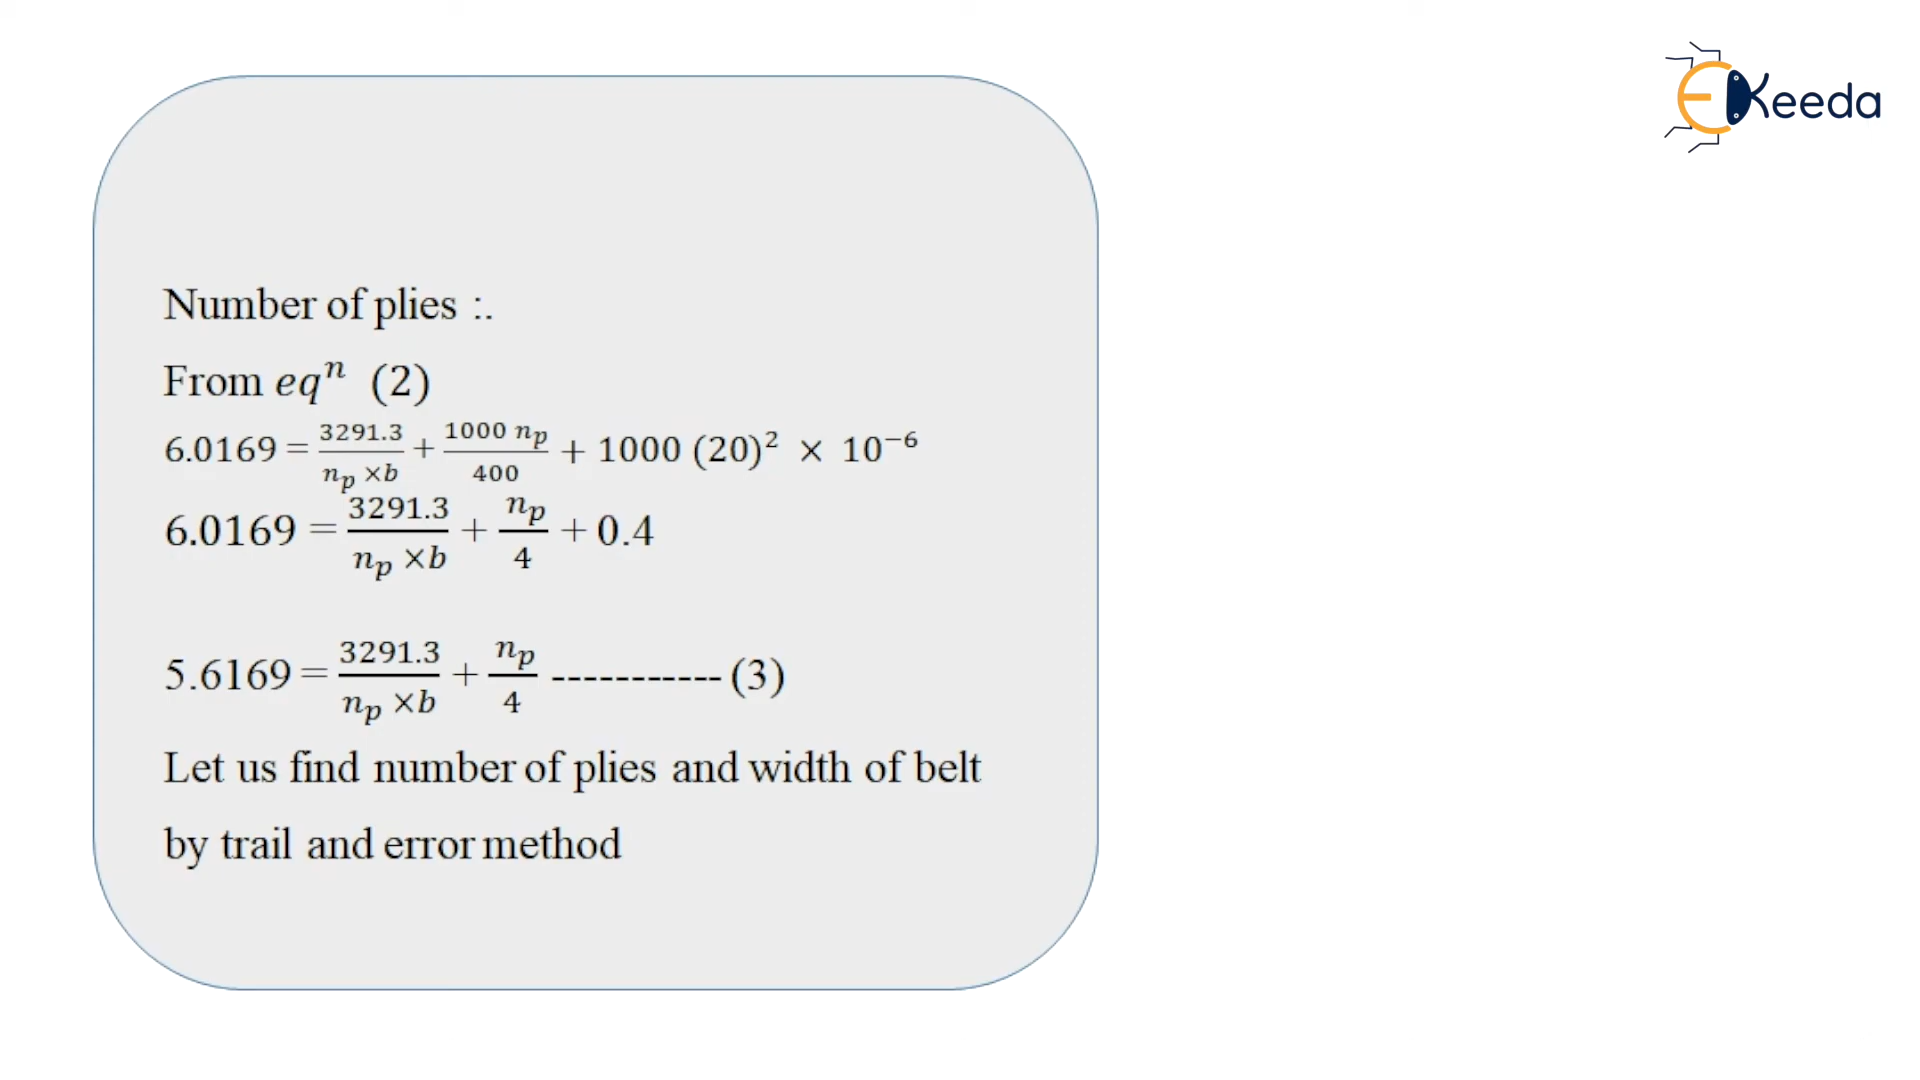 Keeda
Number of plies :.
From eqⁿ (2)
6.0169 = 3291.3/(nₚ ×b) + 1000 nₚ/400 + 1000 (20)² × 10⁻⁶
6.0169 = 3291.3/(nₚ ×b) + nₚ/4 + 0.4
5.6169 = 3291.3/(nₚ ×b) + nₚ/4 ----------- (3)
Let us find number of plies and width of belt
by trail and error method